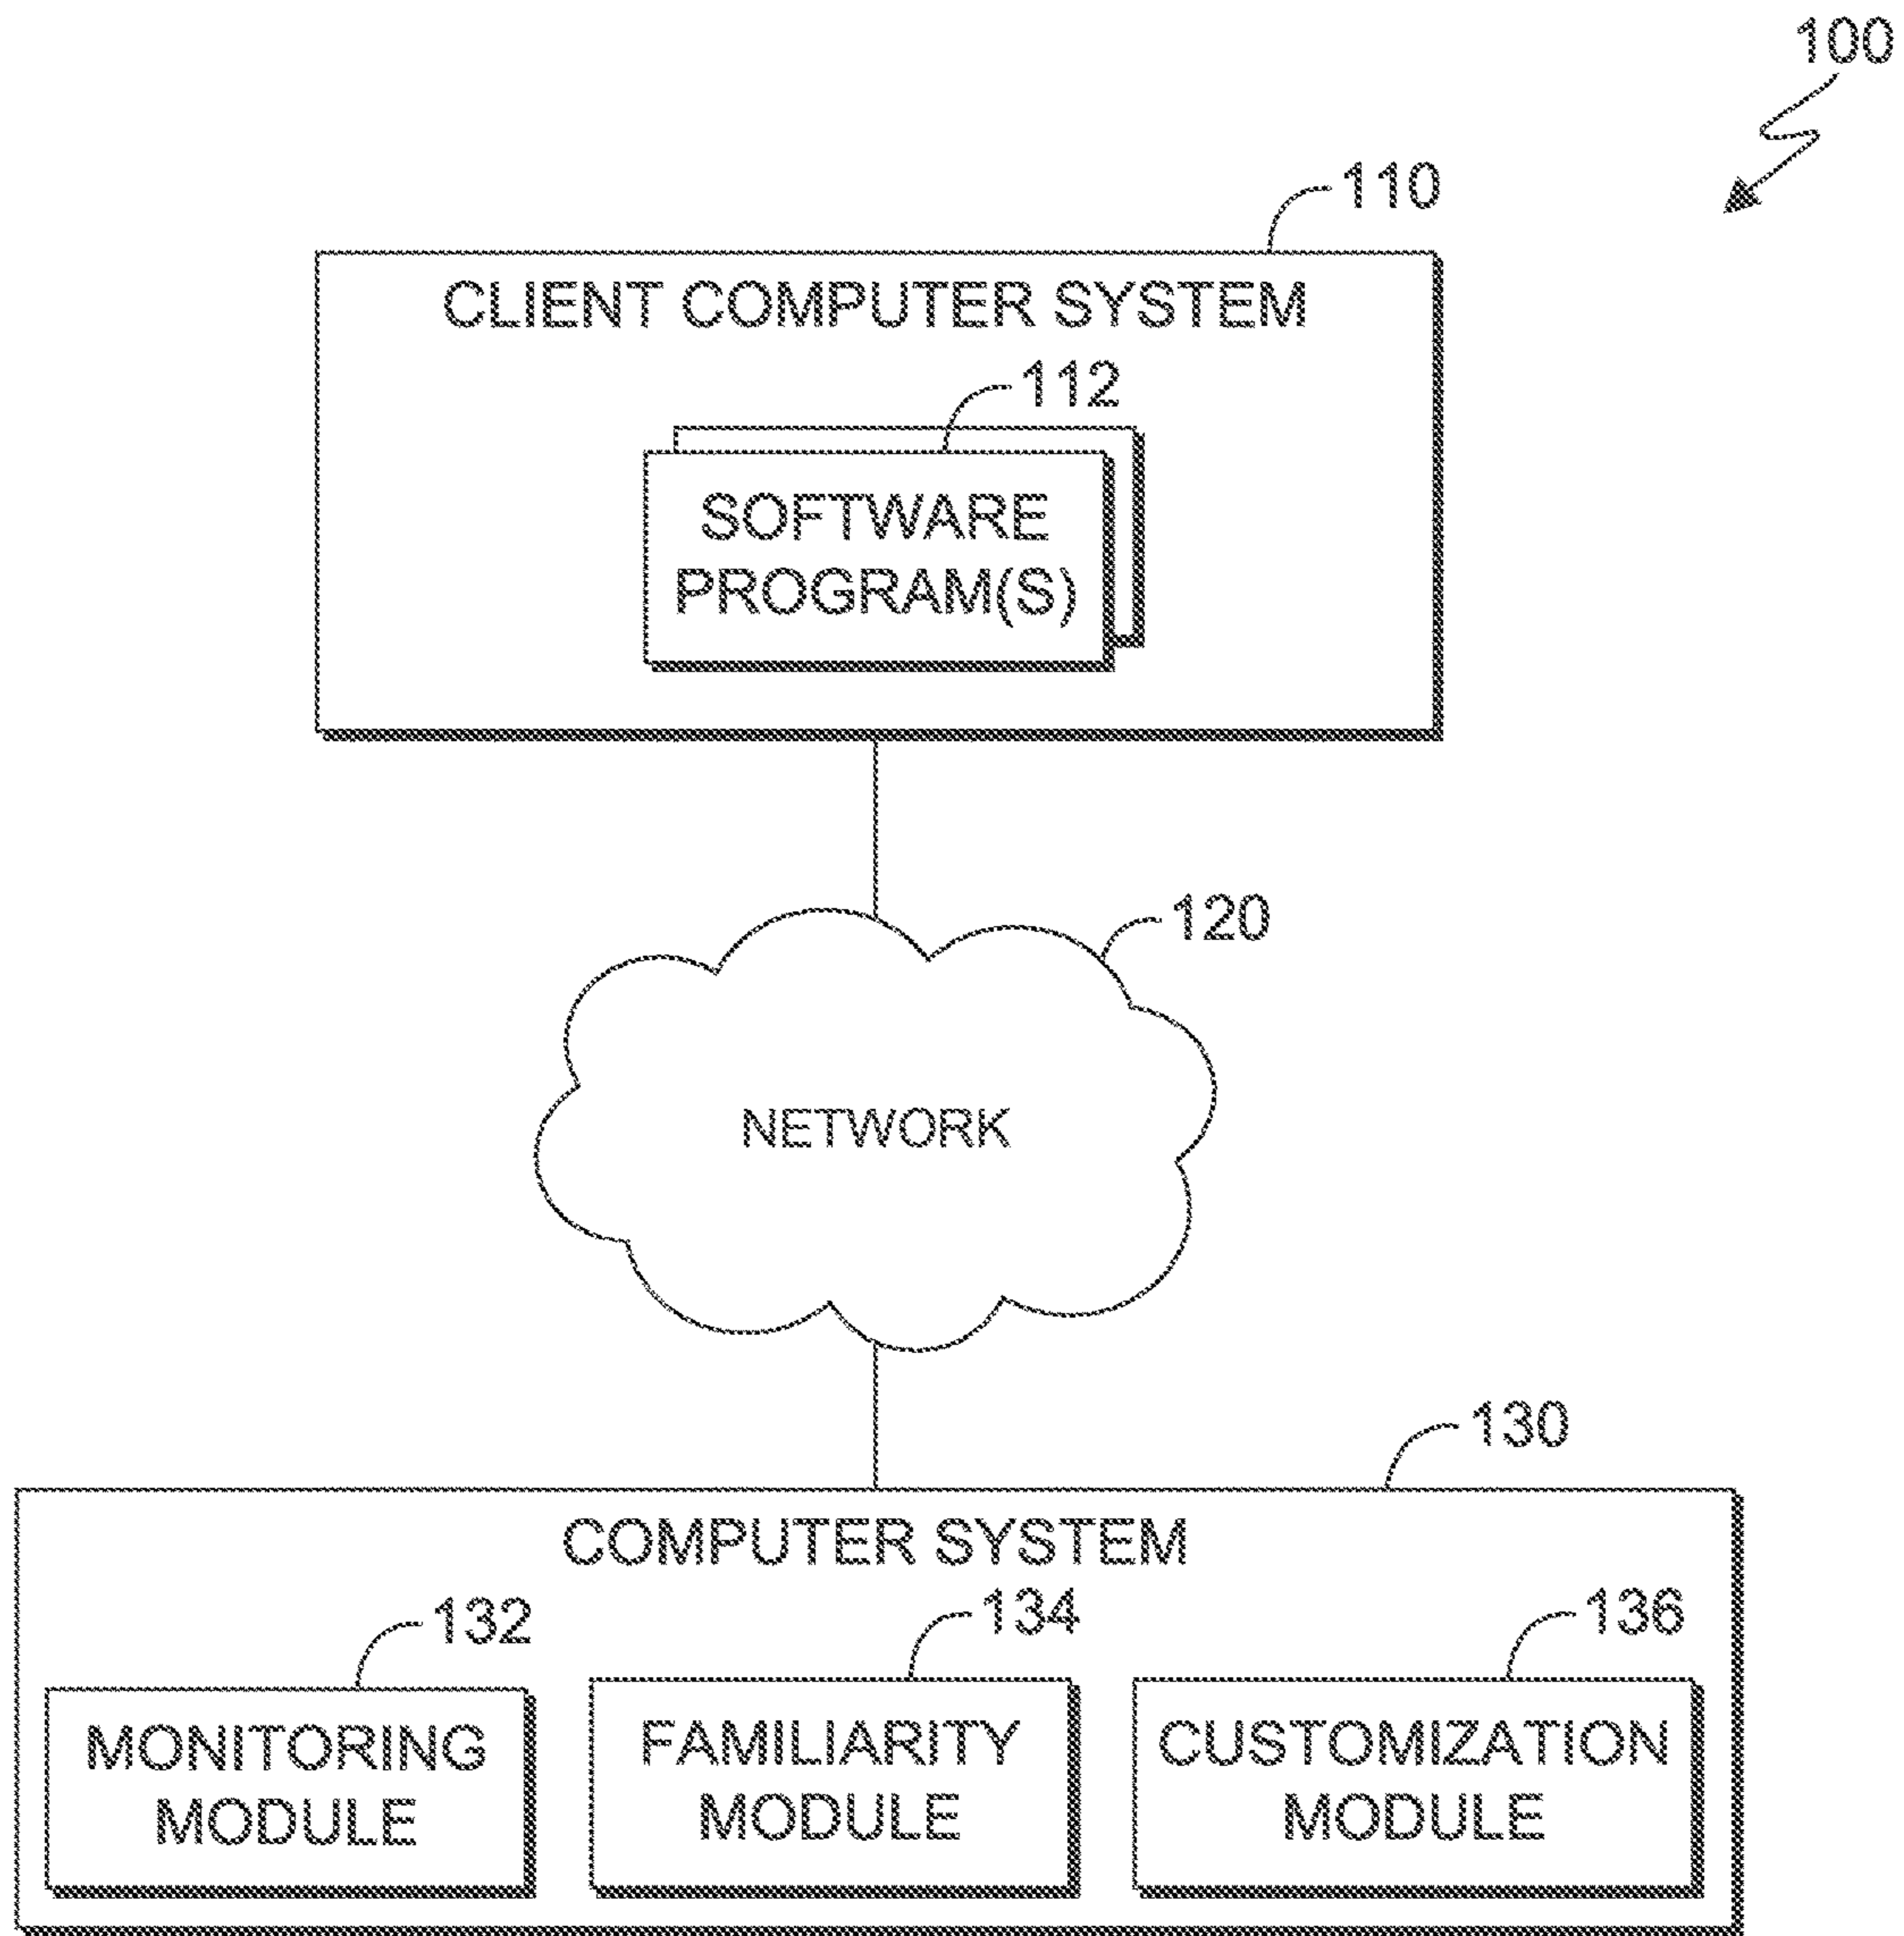 100
110
CLIENT COMPUTER SYSTEM
112
SOFTWARE
PROGRAM(S)
120
NETWORK
130
COMPUTER SYSTEM
132
134
136
MONITORING
MODULE
FAMILIARITY
MODULE
CUSTOMIZATION
MODULE